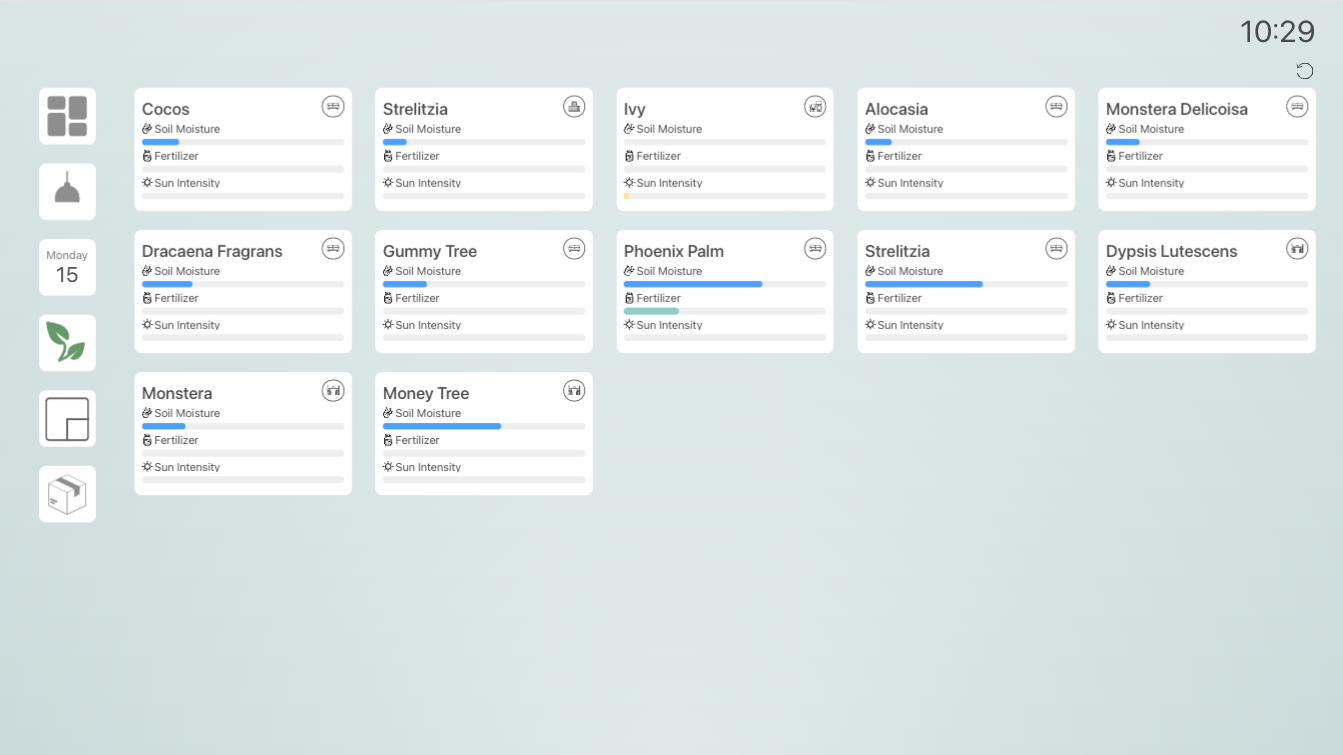 10:29
Cocos
Soil Moisture
Fertilizer
Sun Intensity
Strelitzia
Soil Moisture
Fertilizer
Sun Intensity
Ivy
Soil Moisture
Fertilizer
Sun Intensity
Alocasia
Soil Moisture
Fertilizer
Sun Intensity
Monstera Delicoisa
Soil Moisture
Fertilizer
Sun Intensity
Monday
15
Dracaena Fragrans
Soil Moisture
Fertilizer
Sun Intensity
Gummy Tree
Soil Moisture
Fertilizer
Sun Intensity
Phoenix Palm
Soil Moisture
Fertilizer
Sun Intensity
Strelitzia
Soil Moisture
Fertilizer
Sun Intensity
Dypsis Lutescens
Soil Moisture
Fertilizer
Sun Intensity
Monstera
Soil Moisture
Fertilizer
Sun Intensity
Money Tree
Soil Moisture
Fertilizer
Sun Intensity